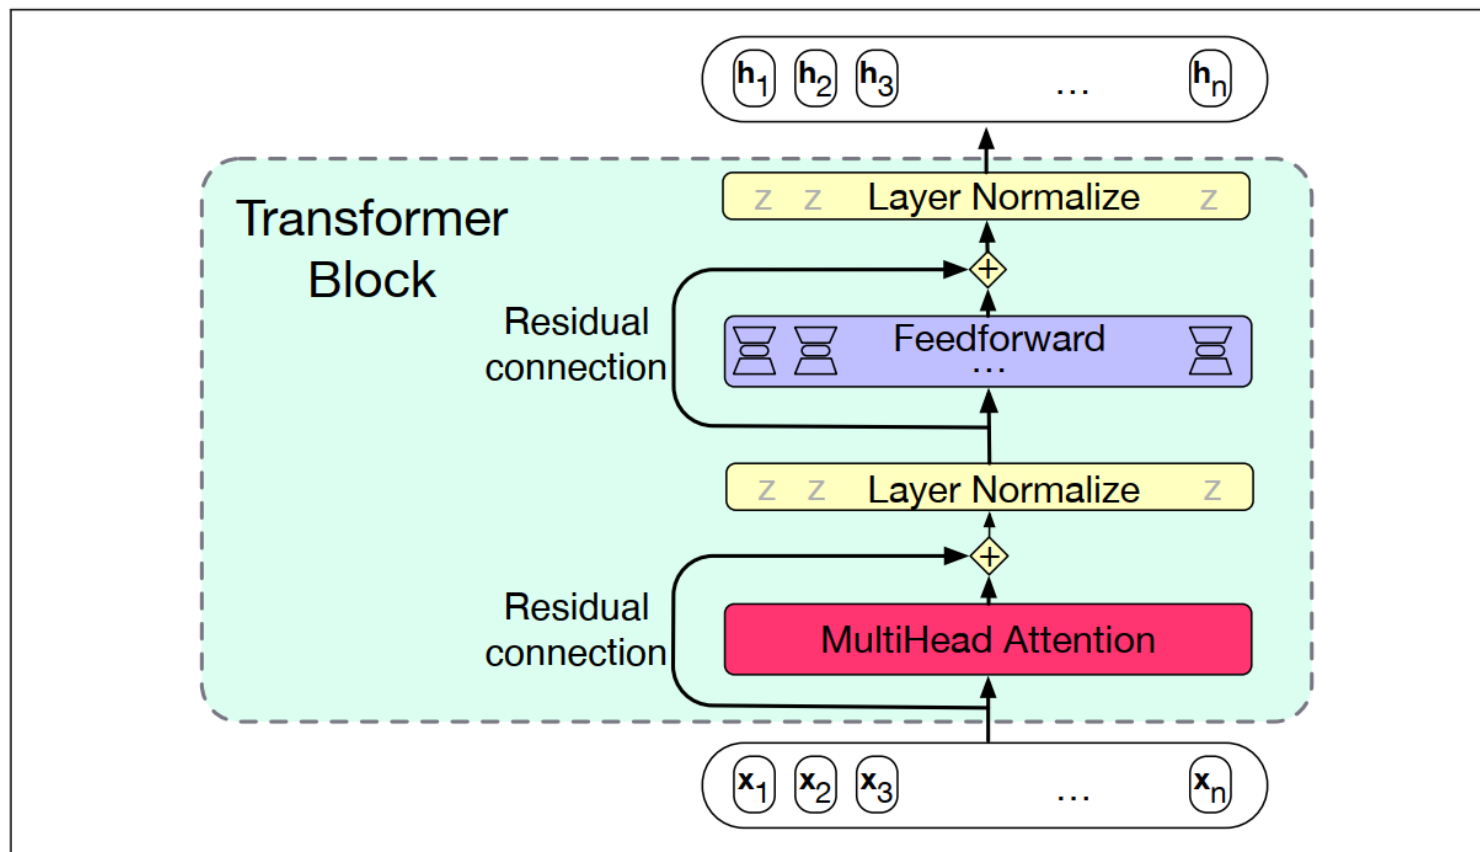 h1 h2 h3 ... hn
Transformer
Block
z z Layer Normalize z
+
Residual
connection
Feedforward
...
z z Layer Normalize z
+
Residual
connection
MultiHead Attention
x1 x2 x3 ... xn